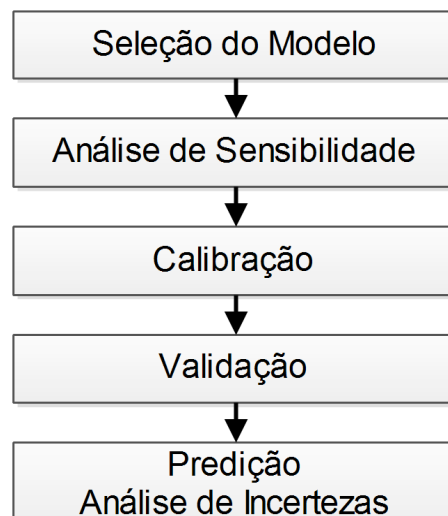 Seleção do Modelo
Análise de Sensibilidade
Calibração
Validação
Predição
Análise de Incertezas